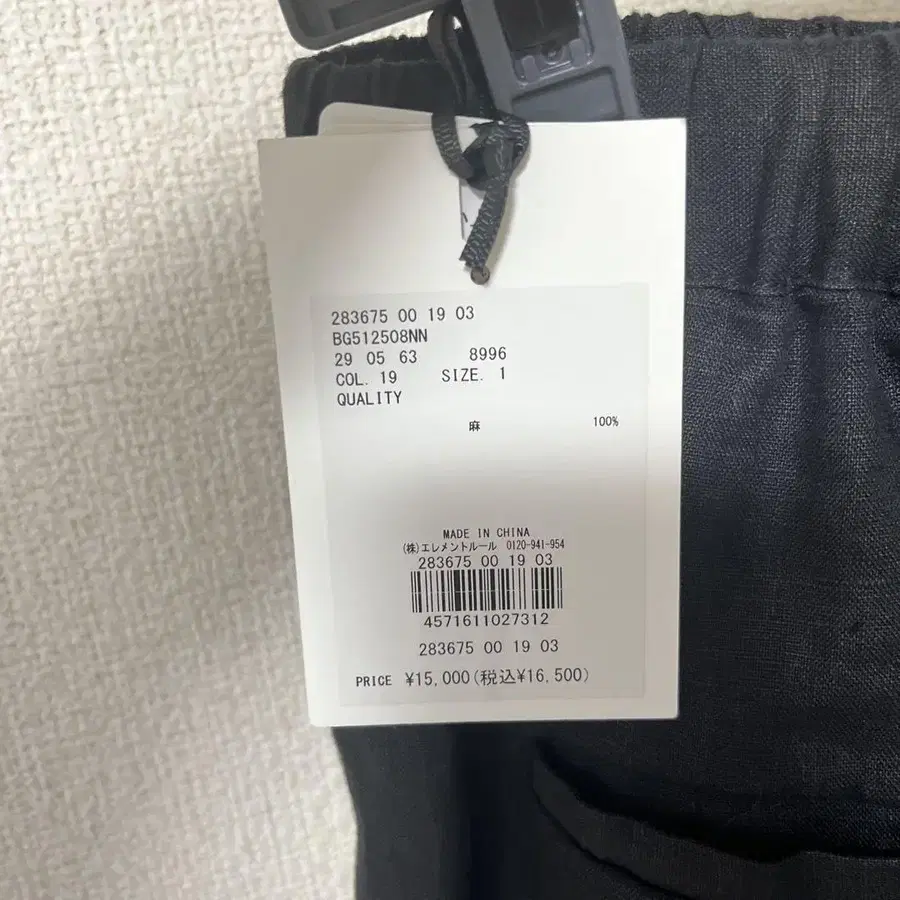 283675 00 19 03
BG512508NN
29 05 63 8996
COL. 19 SIZE. 1
QUALITY
麻 100%
MADE IN CHINA
(株)エレメントルール 0120-941-954
283675 00 19 03
4571611027312
283675 00 19 03
PRICE ¥15,000(税込¥16,500)